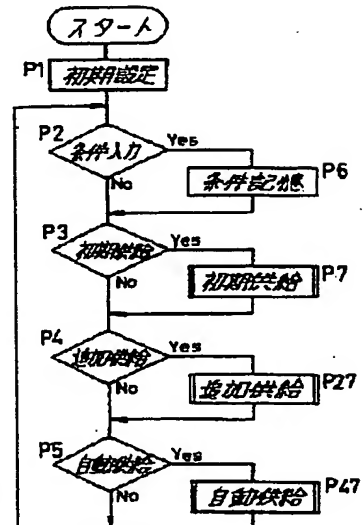 スタート
P1 初期設定
P2 条件入力 Yes
No 条件記憶 P6
P3 初期供給 Yes
No 初期供給 P7
P4 追加供給 Yes
No 追加供給 P27
P5 自動供給 Yes
No 自動供給 P47